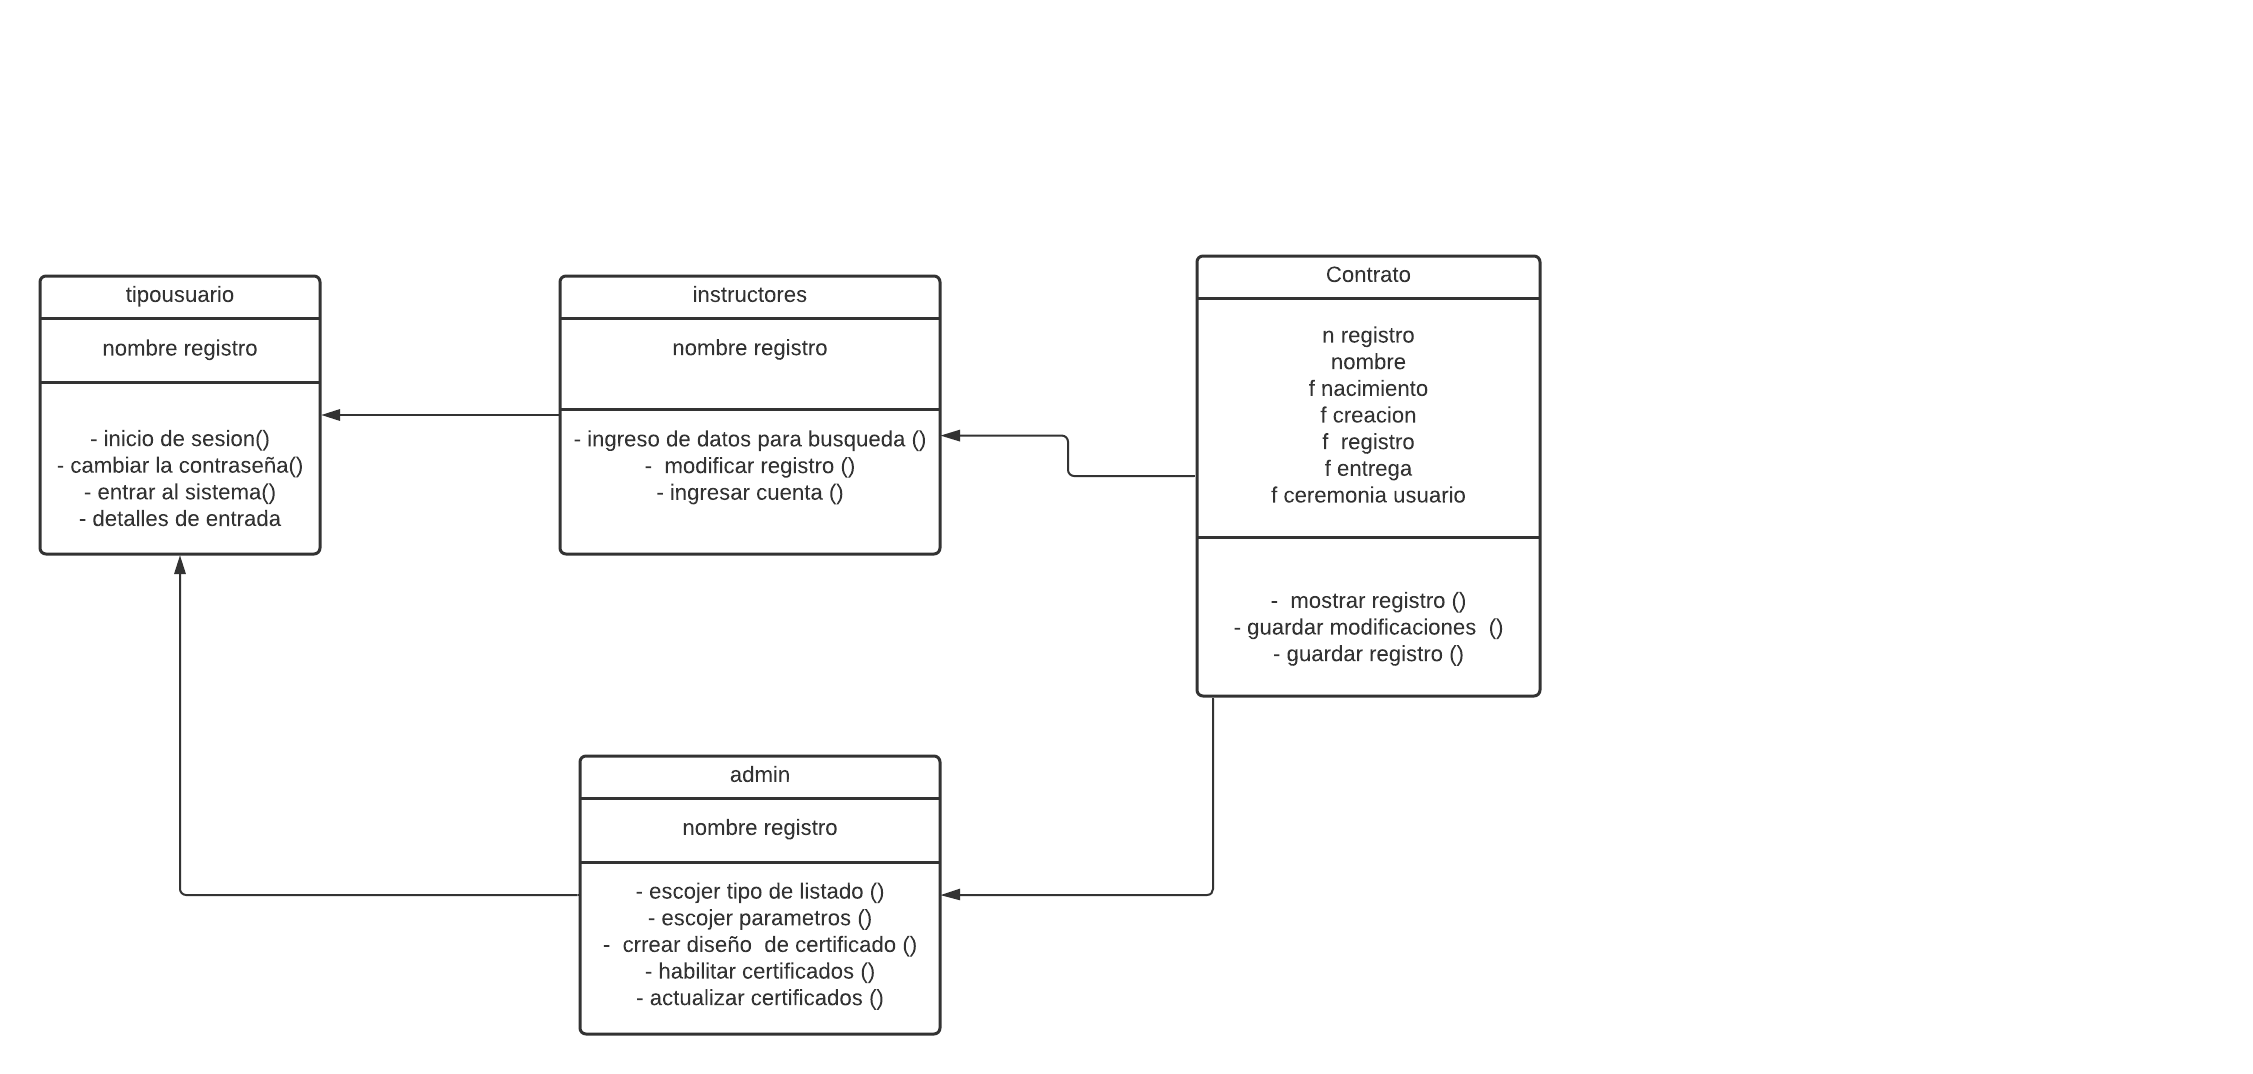 tipousuario
nombre registro
- inicio de sesion()
- cambiar la contraseña()
- entrar al sistema()
- detalles de entrada
instructores
nombre registro
- ingreso de datos para busqueda ()
-  modificar registro ()
- ingresar cuenta ()
Contrato
n registro
nombre
f nacimiento
f creacion
f  registro
f entrega
f ceremonia usuario
-  mostrar registro ()
- guardar modificaciones  ()
- guardar registro ()
admin
nombre registro
- escojer tipo de listado ()
- escojer parametros ()
-  crrear diseño  de certificado ()
- habilitar certificados ()
- actualizar certificados ()